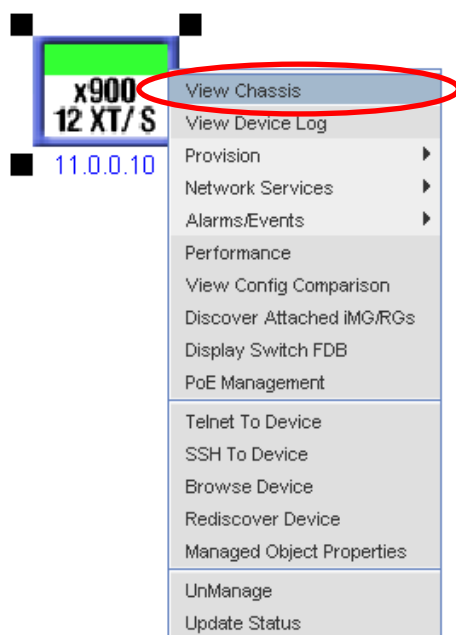 x900
12 XT/ S
11.0.0.10
View Chassis
View Device Log
Provision
Network Services
Alarms/Events
Performance
View Config Comparison
Discover Attached iMG/RGs
Display Switch FDB
PoE Management
Telnet To Device
SSH To Device
Browse Device
Rediscover Device
Managed Object Properties
UnManage
Update Status